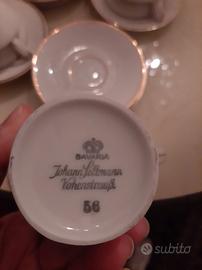 BAVARIA
Johann Seltmann
Vohenstrauß
56
subito